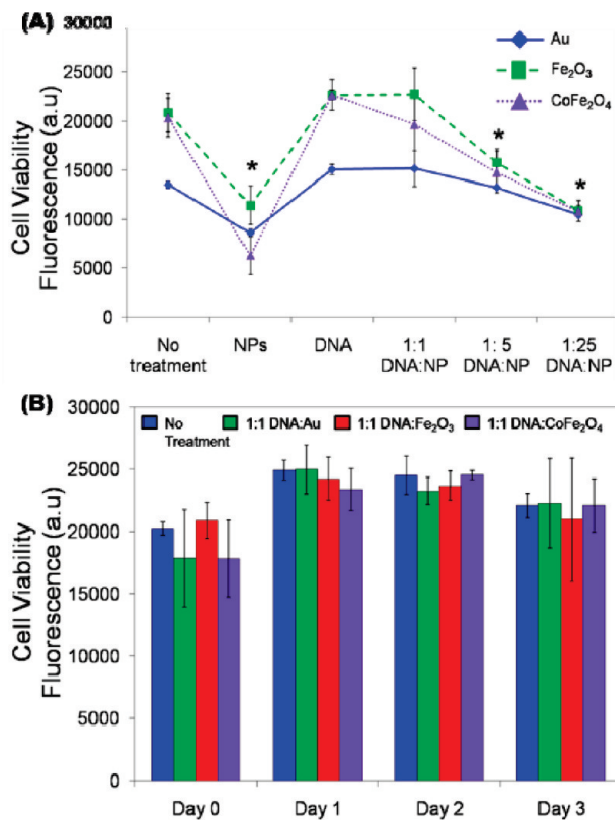 (A)
30000
25000
20000
15000
10000
5000
0
Cell Viability
Fluorescence (a.u)
Au
Fe₂O₃
CoFe₂O₄
*
*
*
No treatment
NPs
DNA
1:1 DNA:NP
1: 5 DNA:NP
1:25 DNA:NP
(B)
30000
25000
20000
15000
10000
5000
0
Cell Viability
Fluorescence (a.u)
No Treatment
1:1 DNA:Au
1:1 DNA:Fe₂O₃
1:1 DNA:CoFe₂O₄
Day 0
Day 1
Day 2
Day 3